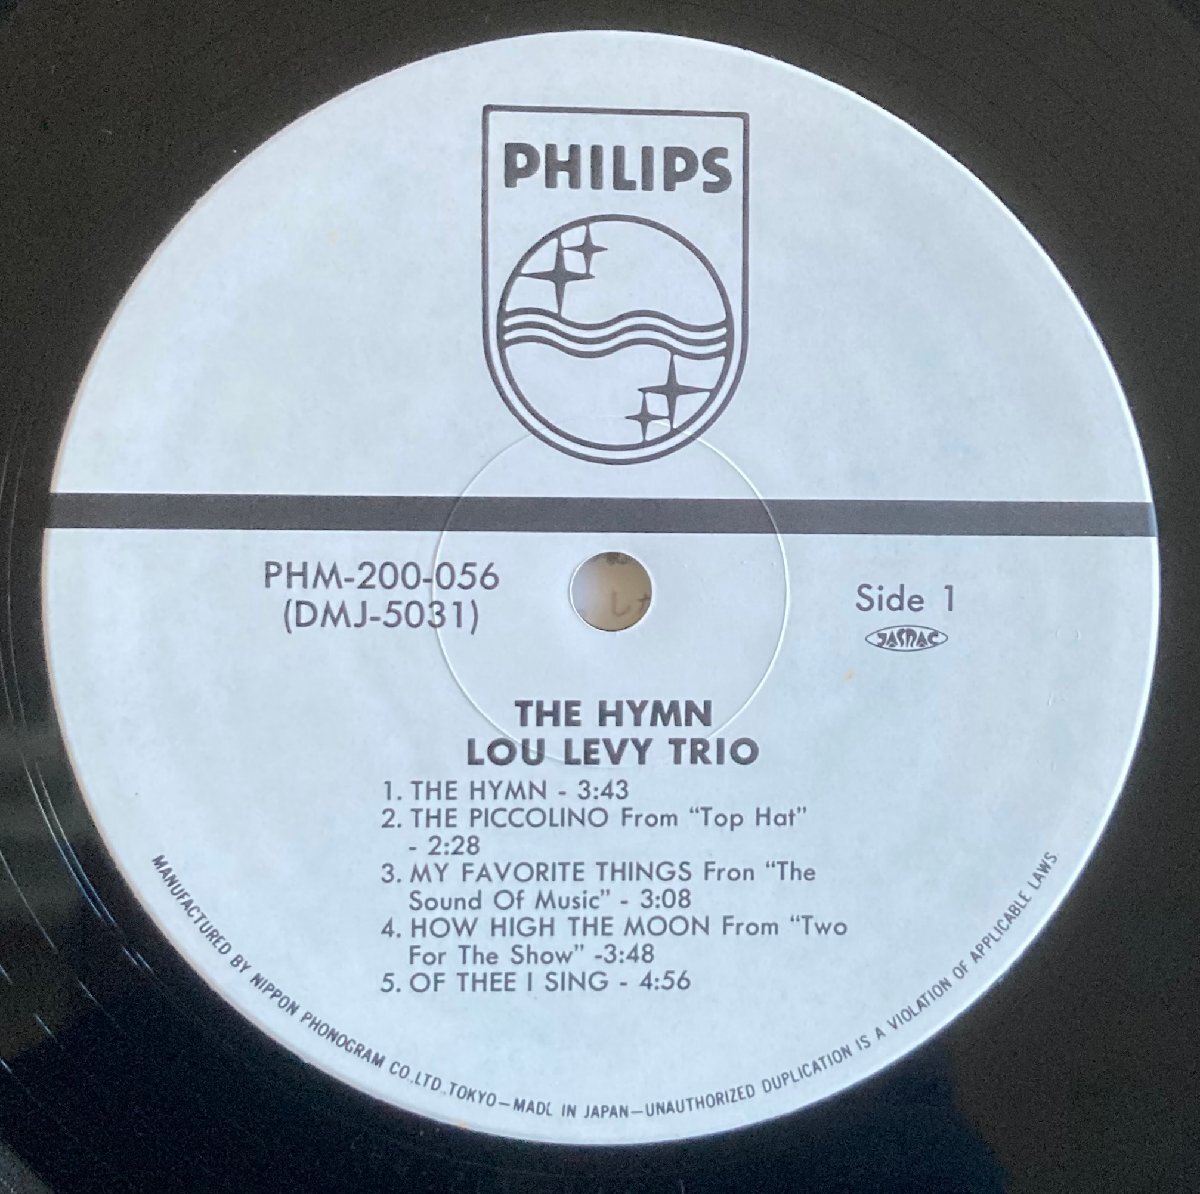 PHILIPS
PHM-200-056
(DMJ-5031)
Side 1
JASRAC
THE HYMN
LOU LEVY TRIO
1. THE HYMN - 3:43
2. THE PICCOLINO From “Top Hat”
- 2:28
3. MY FAVORITE THINGS Fron “The
Sound Of Music” - 3:08
4. HOW HIGH THE MOON From “Two
For The Show” -3:48
5. OF THEE I SING - 4:56
MANUFACTURED BY NIPPON PHONOGRAM CO.,LTD.,TOKYO—MADE IN JAPAN—UNAUTHORIZED DUPLICATION IS A VIOLATION OF APPLICABLE LAWS